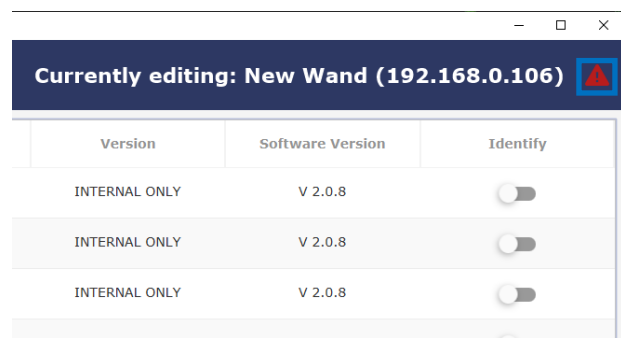 Currently editing: New Wand (192.168.0.106)
Version Software Version Identify
INTERNAL ONLY V 2.0.8
INTERNAL ONLY V 2.0.8
INTERNAL ONLY V 2.0.8